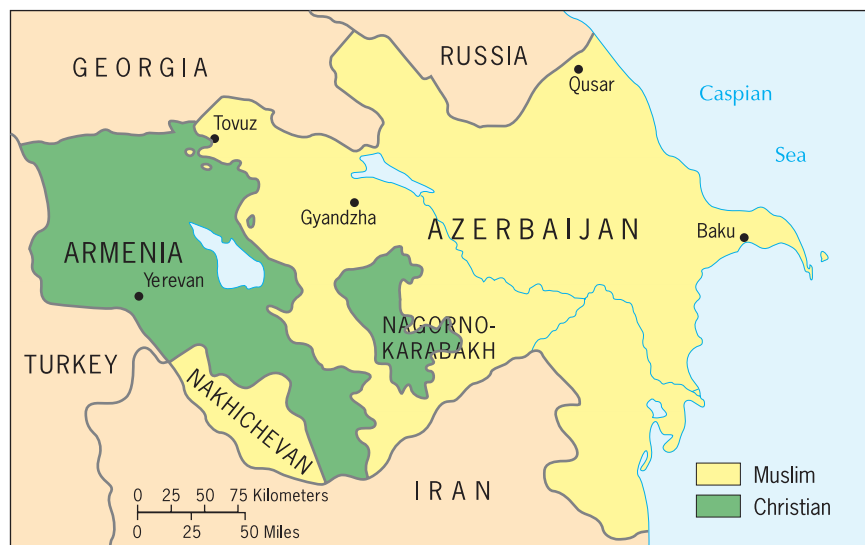 GEORGIA
RUSSIA
Qusar
Caspian
Sea
Tovuz
Gyandzha
AZERBAIJAN
Baku
ARMENIA
Yerevan
NAGORNO-
KARABAKH
TURKEY
NAKHICHEVAN
IRAN
Muslim
Christian
0 25 50 75 Kilometers
0 25 50 Miles